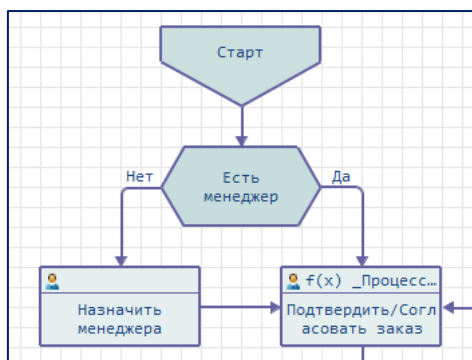 Старт
Нет
Есть
менеджер
Да
f(x) _Процесс…
Назначить
менеджера
Подтвердить/Согл
асовать заказ